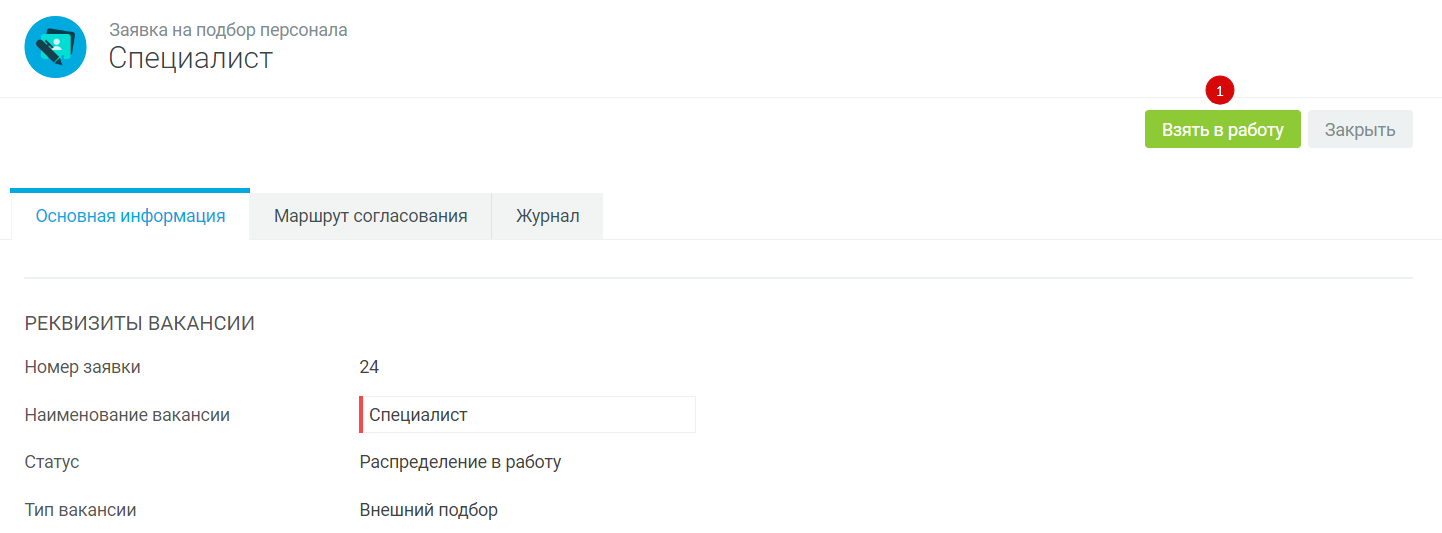 Заявка на подбор персонала
Специалист
1
Взять в работу Закрыть
Основная информация Маршрут согласования Журнал
РЕКВИЗИТЫ ВАКАНСИИ
Номер заявки 24
Наименование вакансии Специалист
Статус Распределение в работу
Тип вакансии Внешний подбор